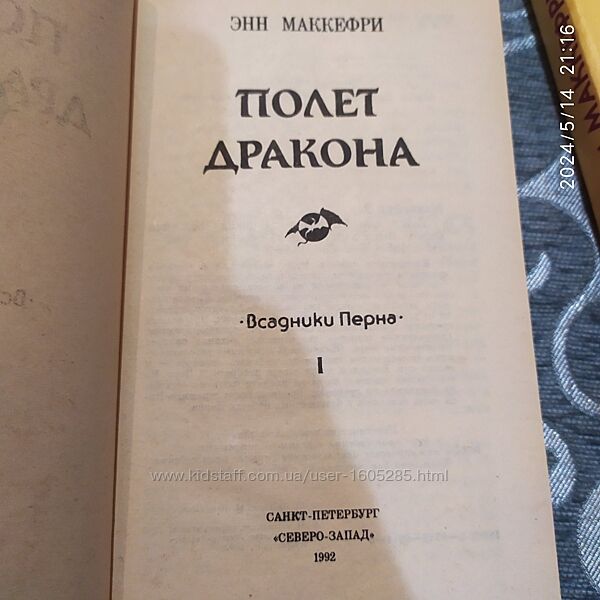 ЭНН МАККЕФРИ
ПОЛЕТ
ДРАКОНА
·Всадники Перна·
I
www.kidstaff.com.ua/user-1605285.html
САНКТ-ПЕТЕРБУРГ
«СЕВЕРО-ЗАПАД»
1992
2024/5/14 21:16